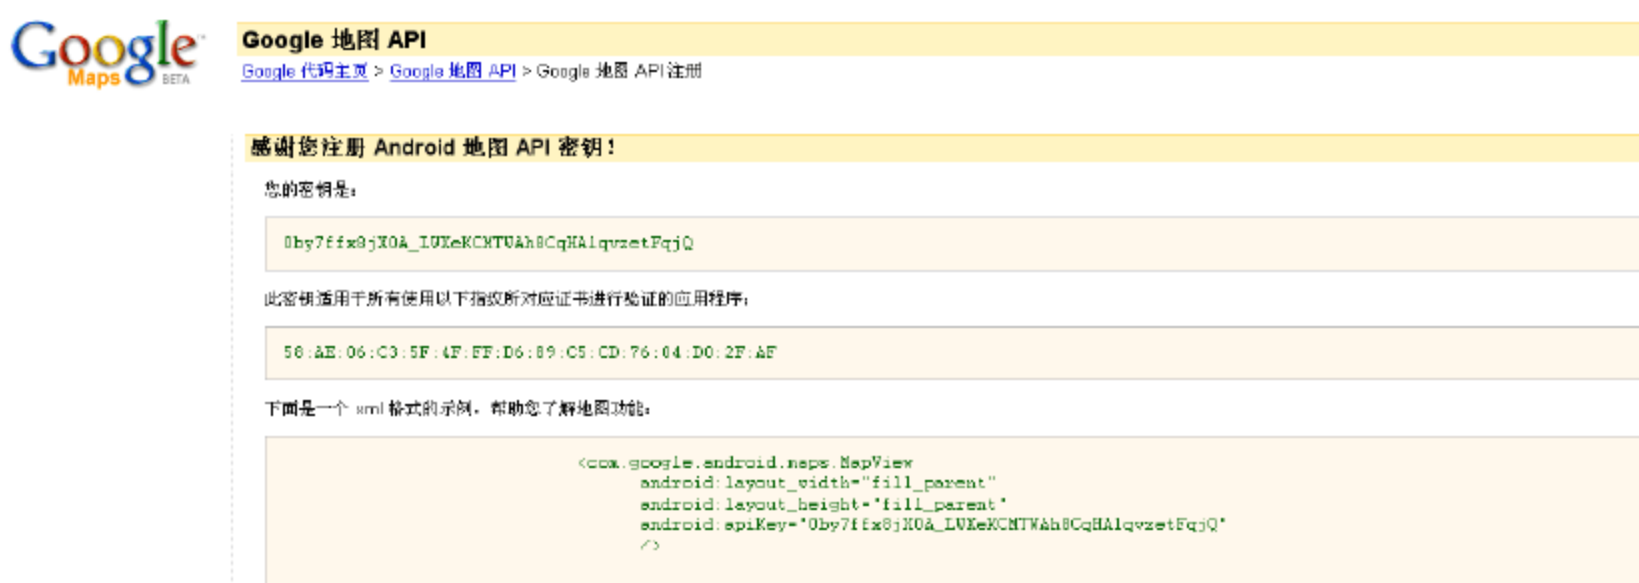 Google
Maps BETA
Google 地图 API
Google 代码主页 > Google 地图 API > Google 地图 API 注册
感谢您注册 Android 地图 API 密钥！
您的密钥是：
0by7ffx8jX0A_LWXeKCMTWAh8CqHAlqvzetFqjQ
此密钥适用于所有使用以下指纹所对应证书进行验证的应用程序：
58:AE:06:C3:5F:4F:FF:D6:89:C5:CD:76:04:D0:2F:AF
下面是一个 xml 格式的示例，帮助您了解地图功能：
<com.google.android.maps.MapView
android:layout_width="fill_parent"
android:layout_height="fill_parent"
android:apiKey="0by7ffx8jX0A_LWXeKCMTWAh8CqHAlqvzetFqjQ"
/>